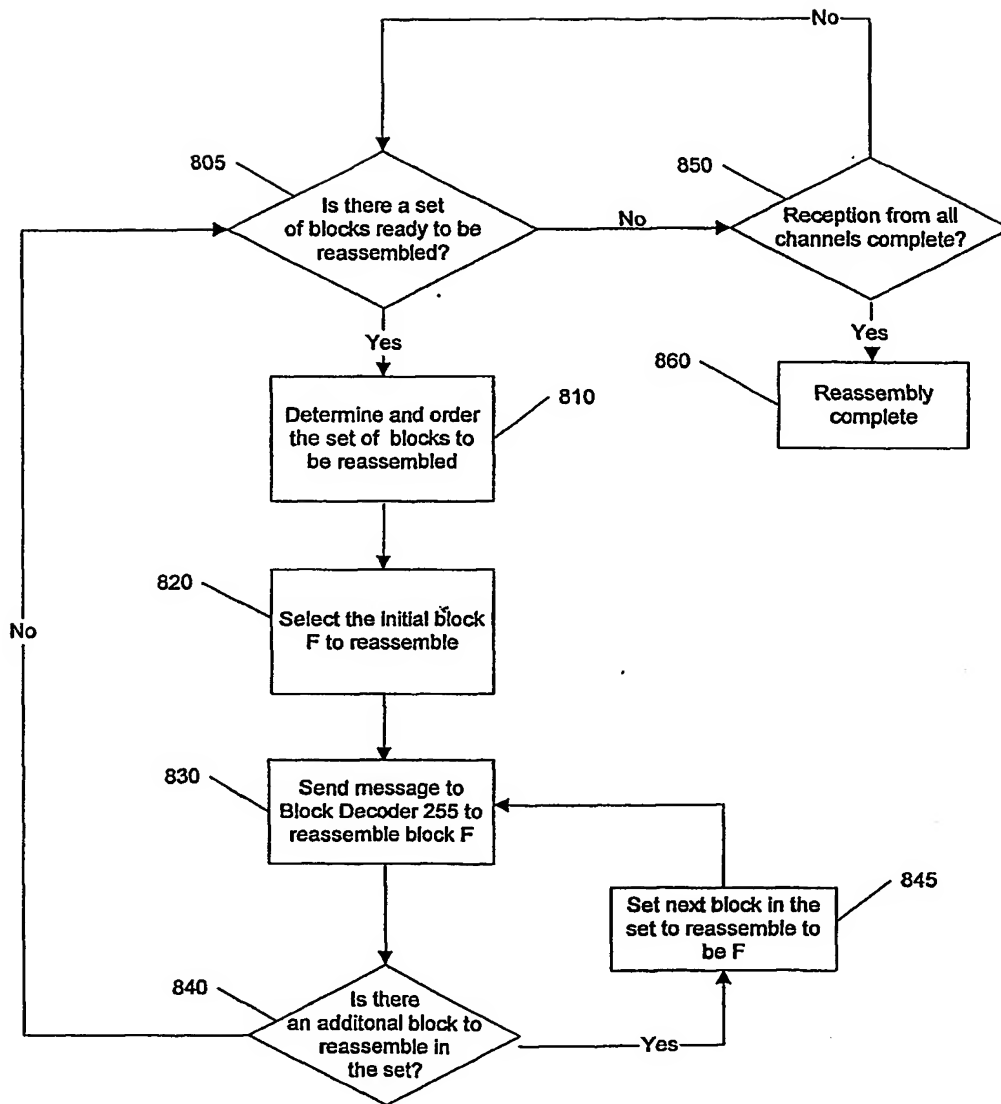 No
805
Is there a set
of blocks ready to be
reassembled?
No
850
Reception from all
channels complete?
Yes
Yes
860
Reassembly
complete
Determine and order
the set of blocks to
be reassembled
810
820
Select the initial block
F to reassemble
No
830
Send message to
Block Decoder 255 to
reassemble block F
845
Set next block in the
set to reassemble to
be F
840
Is there
an additonal block to
reassemble in
the set?
Yes